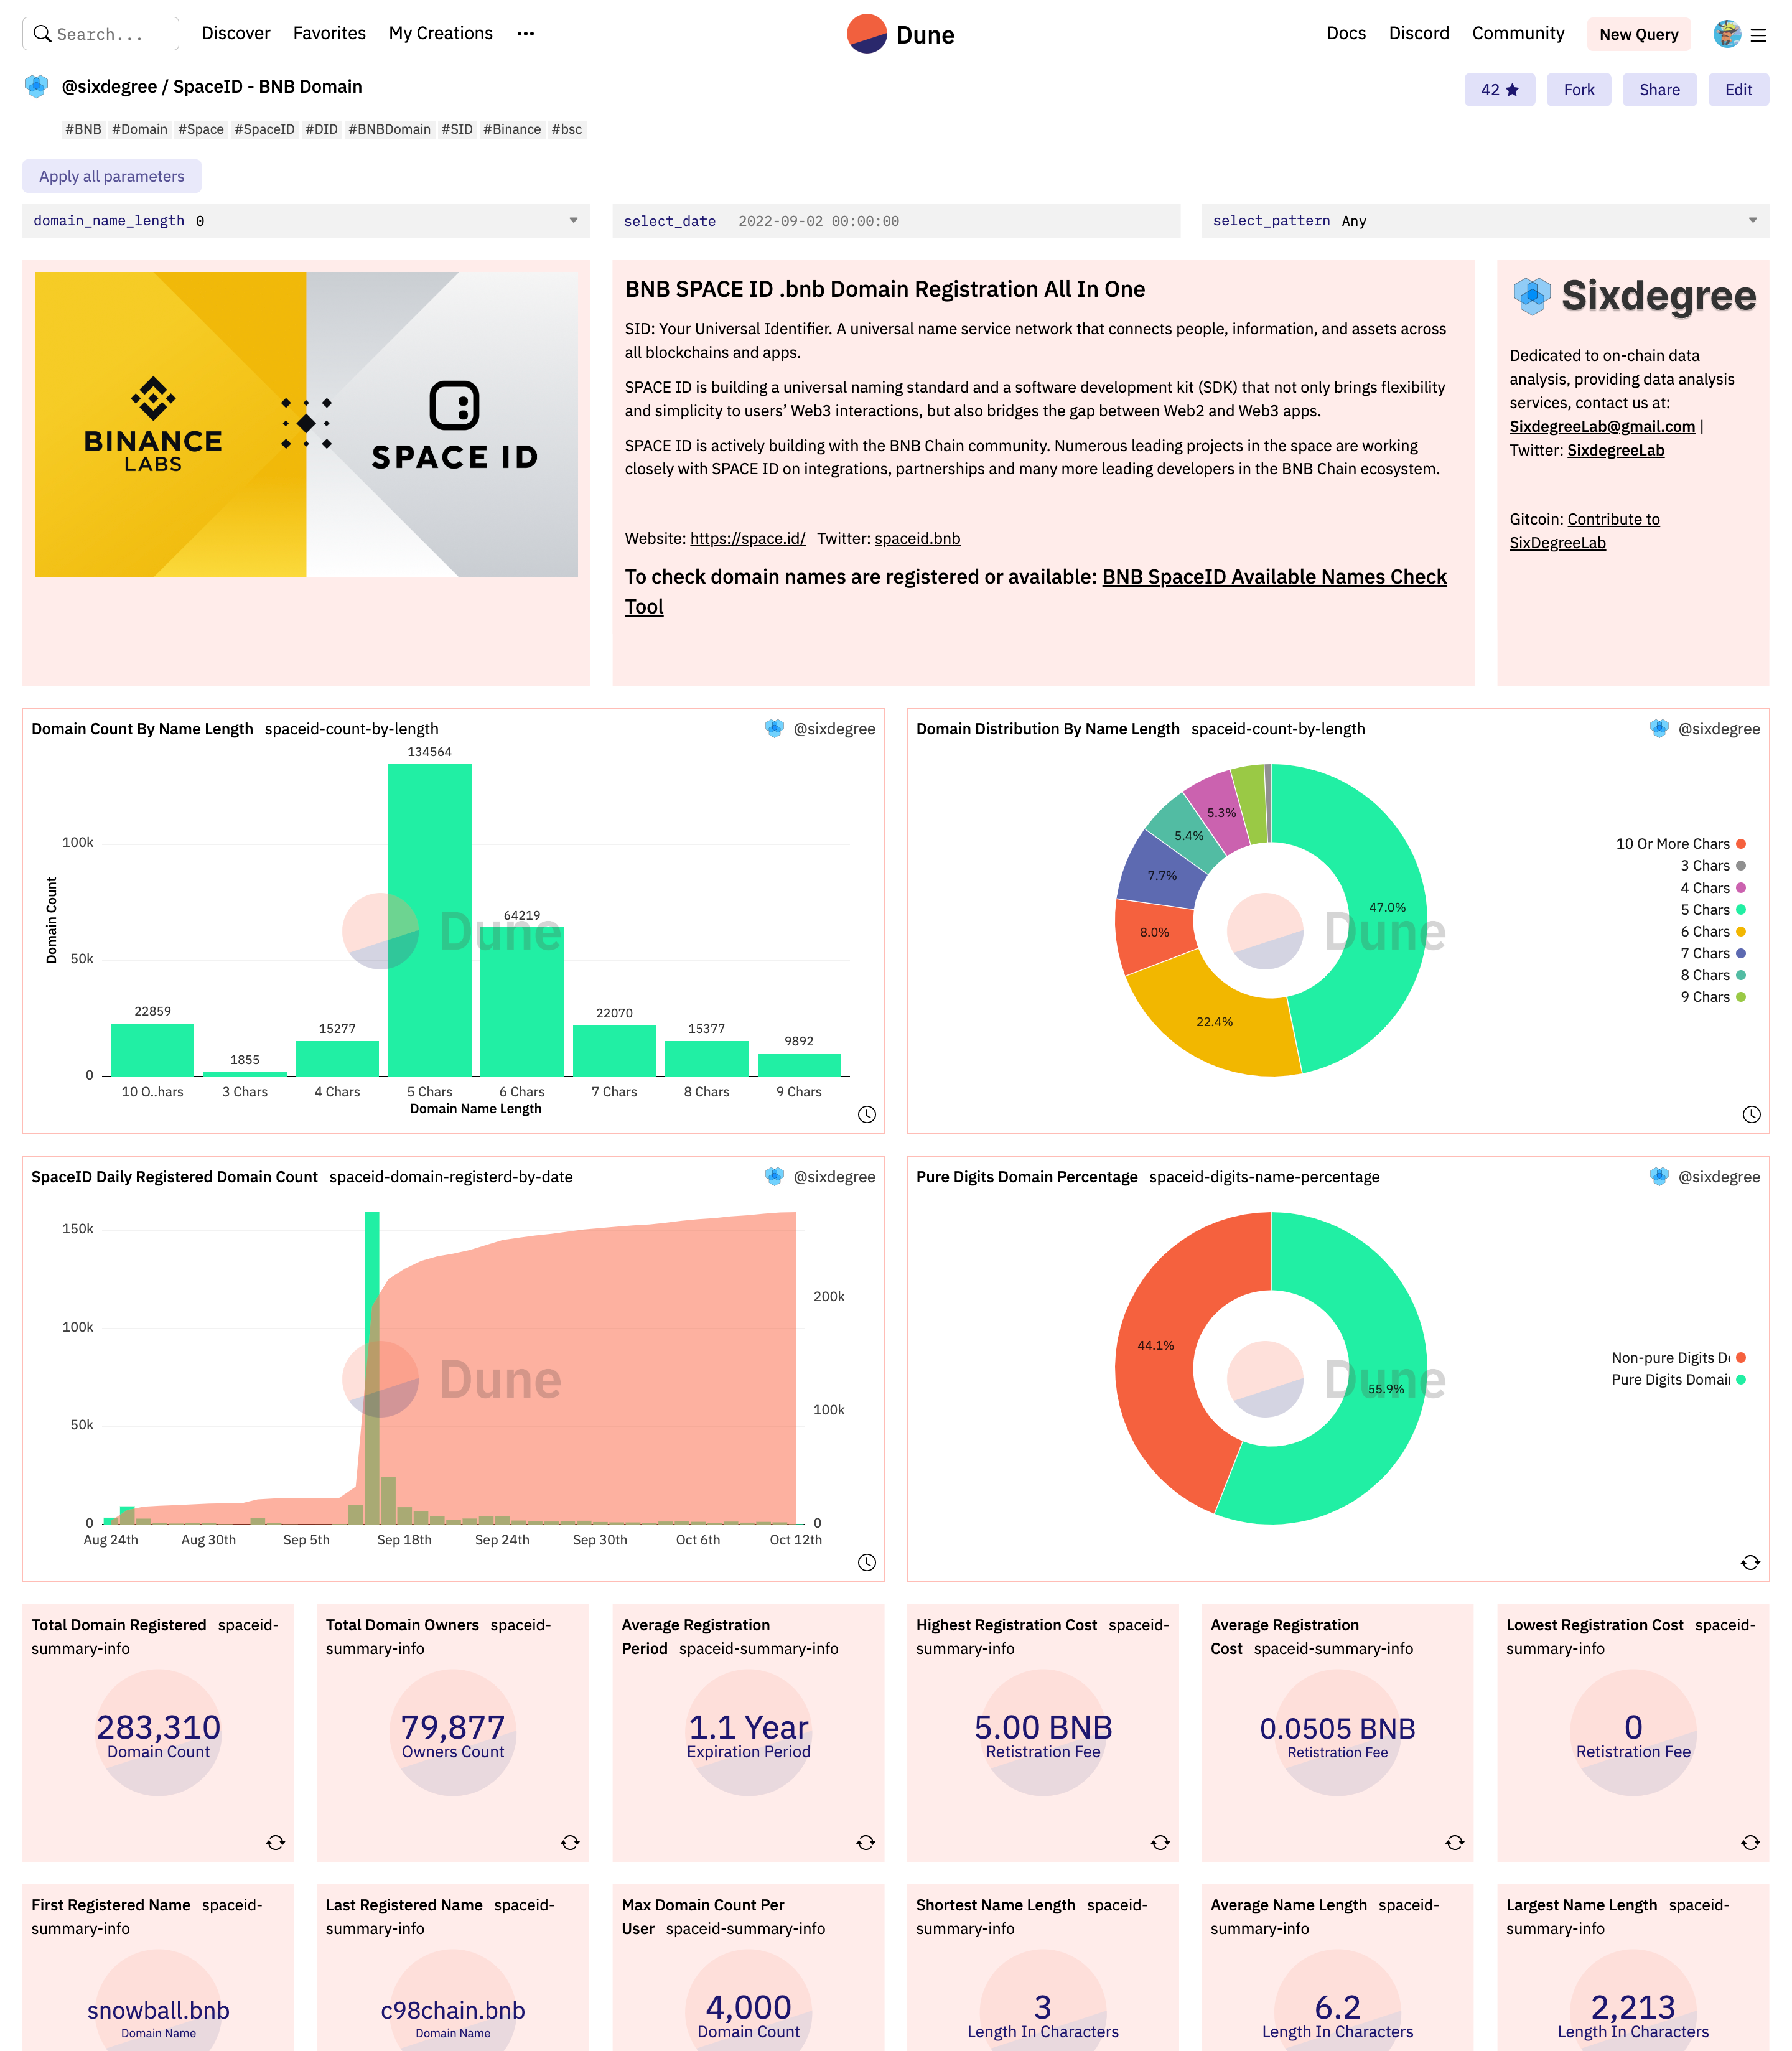 Search...
Discover Favorites My Creations ...
Dune
Docs Discord Community New Query
@sixdegree / SpaceID - BNB Domain
42 Fork Share Edit
#BNB #Domain #Space #SpaceID #DID #BNBDomain #SID #Binance #bsc
Apply all parameters
domain_name_length 0
select_date 2022-09-02 00:00:00
select_pattern Any
BINANCE
LABS
SPACE ID
BNB SPACE ID .bnb Domain Registration All In One
SID: Your Universal Identifier. A universal name service network that connects people, information, and assets across
all blockchains and apps.
SPACE ID is building a universal naming standard and a software development kit (SDK) that not only brings flexibility
and simplicity to users’ Web3 interactions, but also bridges the gap between Web2 and Web3 apps.
SPACE ID is actively building with the BNB Chain community. Numerous leading projects in the space are working
closely with SPACE ID on integrations, partnerships and many more leading developers in the BNB Chain ecosystem.
Website: https://space.id/ Twitter: spaceid.bnb
To check domain names are registered or available: BNB SpaceID Available Names Check
Tool
Sixdegree
Dedicated to on-chain data
analysis, providing data analysis
services, contact us at:
SixdegreeLab@gmail.com |
Twitter: SixdegreeLab
Gitcoin: Contribute to
SixDegreeLab
Domain Count By Name Length spaceid-count-by-length
@sixdegree
134564
100k
64219
50k
22859
1855
15277
22070
15377
9892
0
Domain Count
10 O..hars 3 Chars 4 Chars 5 Chars 6 Chars 7 Chars 8 Chars 9 Chars
Domain Name Length
Dune
Domain Distribution By Name Length spaceid-count-by-length
@sixdegree
5.3%
5.4%
7.7%
8.0%
22.4%
47.0%
Dune
10 Or More Chars
3 Chars
4 Chars
5 Chars
6 Chars
7 Chars
8 Chars
9 Chars
SpaceID Daily Registered Domain Count spaceid-domain-registerd-by-date
@sixdegree
150k
100k
50k
0
200k
100k
0
Dune
Aug 24th Aug 30th Sep 5th Sep 18th Sep 24th Sep 30th Oct 6th Oct 12th
Pure Digits Domain Percentage spaceid-digits-name-percentage
@sixdegree
44.1%
55.9%
Dune
Non-pure Digits Do
Pure Digits Domain
Total Domain Registered spaceid-
summary-info
283,310
Domain Count
Total Domain Owners spaceid-
summary-info
79,877
Owners Count
Average Registration
Period spaceid-summary-info
1.1 Year
Expiration Period
Highest Registration Cost spaceid-
summary-info
5.00 BNB
Retistration Fee
Average Registration
Cost spaceid-summary-info
0.0505 BNB
Retistration Fee
Lowest Registration Cost spaceid-
summary-info
0
Retistration Fee
First Registered Name spaceid-
summary-info
snowball.bnb
Domain Name
Last Registered Name spaceid-
summary-info
c98chain.bnb
Domain Name
Max Domain Count Per
User spaceid-summary-info
4,000
Domain Count
Shortest Name Length spaceid-
summary-info
3
Length In Characters
Average Name Length spaceid-
summary-info
6.2
Length In Characters
Largest Name Length spaceid-
summary-info
2,213
Length In Characters